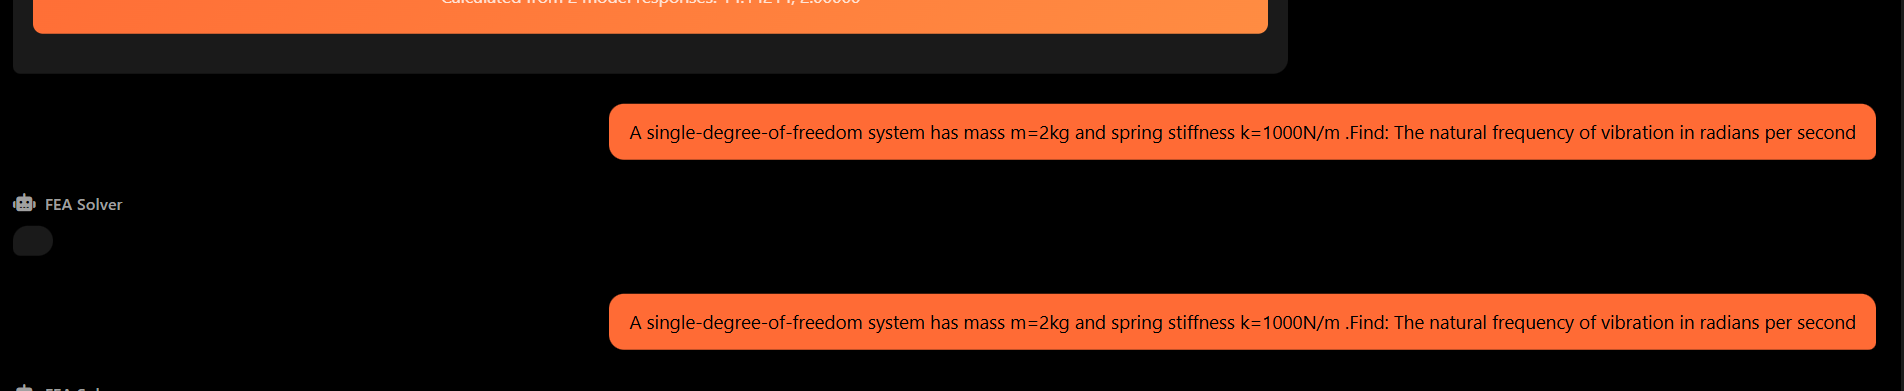 Calculated from 2 model responses:
A single-degree-of-freedom system has mass m=2kg and spring stiffness k=1000N/m .Find: The natural frequency of vibration in radians per second
FEA Solver
A single-degree-of-freedom system has mass m=2kg and spring stiffness k=1000N/m .Find: The natural frequency of vibration in radians per second